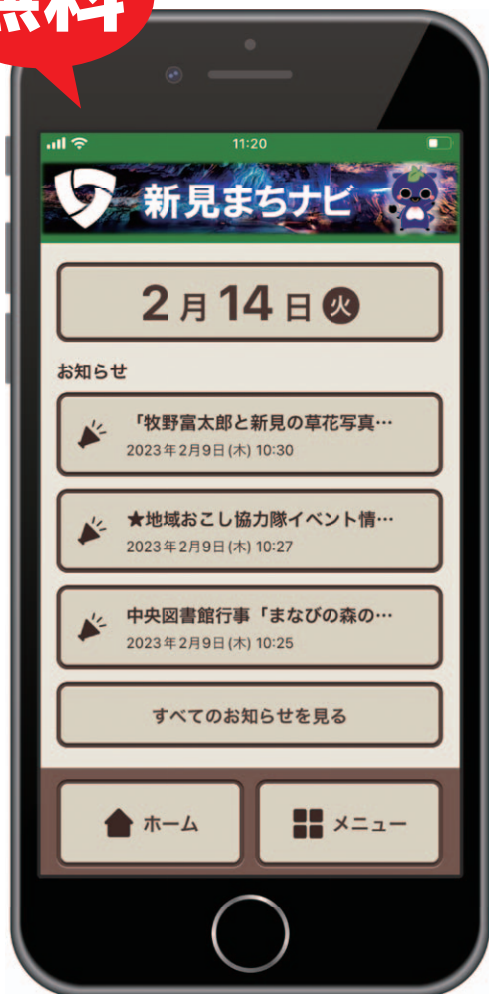 無料
11:20
新見まちナビ
2月14日火
お知らせ
「牧野富太郎と新見の草花写真…
2023年2月9日(木) 10:30
★地域おこし協力隊イベント情…
2023年2月9日(木) 10:27
中央図書館行事「まなびの森の…
2023年2月9日(木) 10:25
すべてのお知らせを見る
ホーム
メニュー